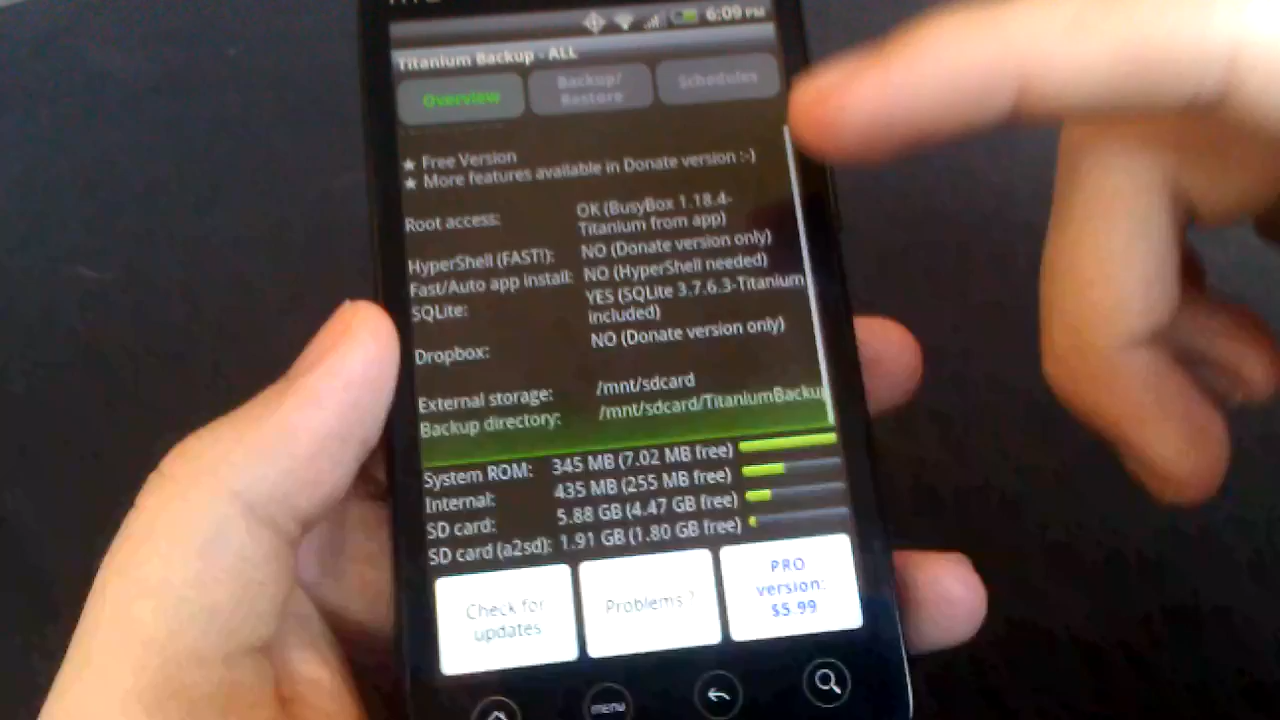 6:09 PM
Titanium Backup - ALL
Overview
Backup/
Restore
Schedules
★ Free Version
★ More features available in Donate version :-)
Root access: OK (BusyBox 1.18.4-
Titanium from app)
HyperShell (FAST!): NO (Donate version only)
Fast/Auto app install: NO (HyperShell needed)
SQLite: YES (SQLite 3.7.6.3-Titanium
included)
Dropbox: NO (Donate version only)
External storage: /mnt/sdcard
Backup directory: /mnt/sdcard/TitaniumBackup
System ROM: 345 MB (7.02 MB free)
Internal: 435 MB (255 MB free)
SD card: 5.88 GB (4.47 GB free)
SD card (a2sd): 1.91 GB (1.80 GB free)
Check for
updates
Problems ?
PRO
version:
$5.99
menu